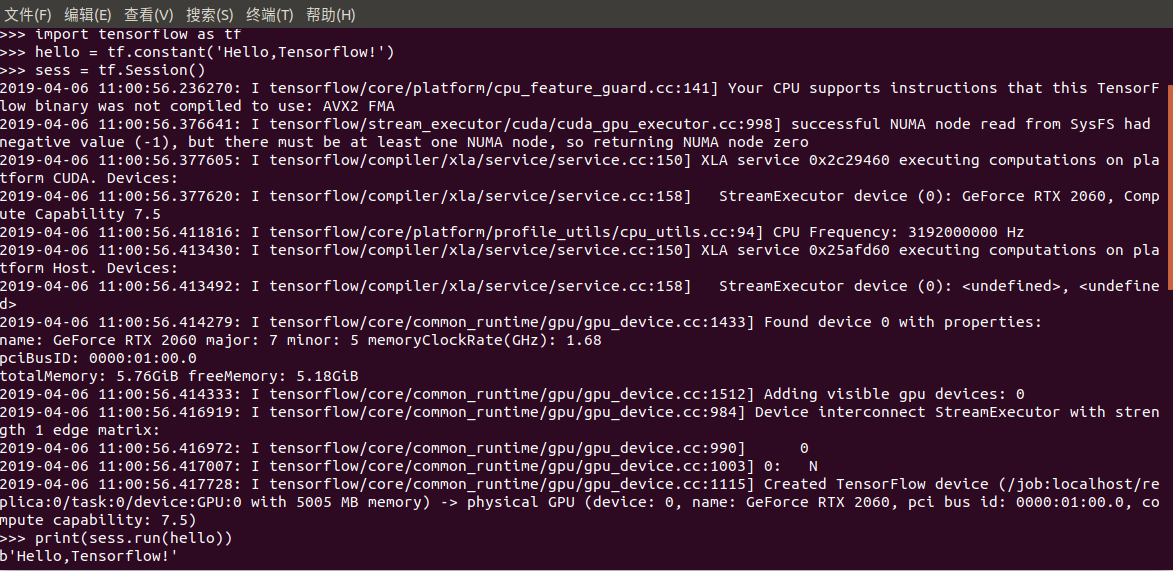 文件(F) 编辑(E) 查看(V) 搜索(S) 终端(T) 帮助(H)
>>> import tensorflow as tf
>>> hello = tf.constant('Hello,Tensorflow!')
>>> sess = tf.Session()
2019-04-06 11:00:56.236270: I tensorflow/core/platform/cpu_feature_guard.cc:141] Your CPU supports instructions that this TensorF
low binary was not compiled to use: AVX2 FMA
2019-04-06 11:00:56.376641: I tensorflow/stream_executor/cuda/cuda_gpu_executor.cc:998] successful NUMA node read from SysFS had
negative value (-1), but there must be at least one NUMA node, so returning NUMA node zero
2019-04-06 11:00:56.377605: I tensorflow/compiler/xla/service/service.cc:150] XLA service 0x2c29460 executing computations on pla
tform CUDA. Devices:
2019-04-06 11:00:56.377620: I tensorflow/compiler/xla/service/service.cc:158]   StreamExecutor device (0): GeForce RTX 2060, Comp
ute Capability 7.5
2019-04-06 11:00:56.411816: I tensorflow/core/platform/profile_utils/cpu_utils.cc:94] CPU Frequency: 3192000000 Hz
2019-04-06 11:00:56.413430: I tensorflow/compiler/xla/service/service.cc:150] XLA service 0x25afd60 executing computations on pla
tform Host. Devices:
2019-04-06 11:00:56.413492: I tensorflow/compiler/xla/service/service.cc:158]   StreamExecutor device (0): <undefined>, <undefine
d>
2019-04-06 11:00:56.414279: I tensorflow/core/common_runtime/gpu/gpu_device.cc:1433] Found device 0 with properties:
name: GeForce RTX 2060 major: 7 minor: 5 memoryClockRate(GHz): 1.68
pciBusID: 0000:01:00.0
totalMemory: 5.76GiB freeMemory: 5.18GiB
2019-04-06 11:00:56.414333: I tensorflow/core/common_runtime/gpu/gpu_device.cc:1512] Adding visible gpu devices: 0
2019-04-06 11:00:56.416919: I tensorflow/core/common_runtime/gpu/gpu_device.cc:984] Device interconnect StreamExecutor with stren
gth 1 edge matrix:
2019-04-06 11:00:56.416972: I tensorflow/core/common_runtime/gpu/gpu_device.cc:990]      0
2019-04-06 11:00:56.417007: I tensorflow/core/common_runtime/gpu/gpu_device.cc:1003] 0:   N
2019-04-06 11:00:56.417728: I tensorflow/core/common_runtime/gpu/gpu_device.cc:1115] Created TensorFlow device (/job:localhost/re
plica:0/task:0/device:GPU:0 with 5005 MB memory) -> physical GPU (device: 0, name: GeForce RTX 2060, pci bus id: 0000:01:00.0, co
mpute capability: 7.5)
>>> print(sess.run(hello))
b'Hello,Tensorflow!'